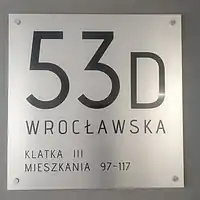 53D
WROCŁAWSKA
KLATKA III
MIESZKANIA 97-117